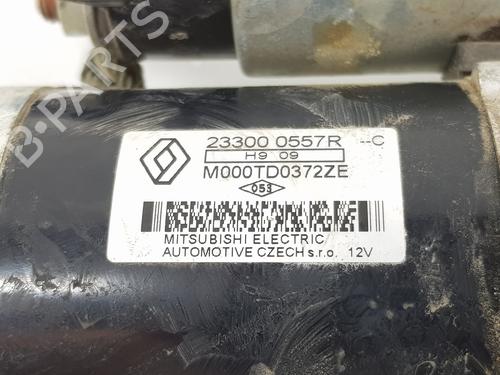 23300 0557R --C
H9 09
M000TD0372ZE
053
MITSUBISHI ELECTRIC
AUTOMOTIVE CZECH s.r.o. 12V
B-PARTS